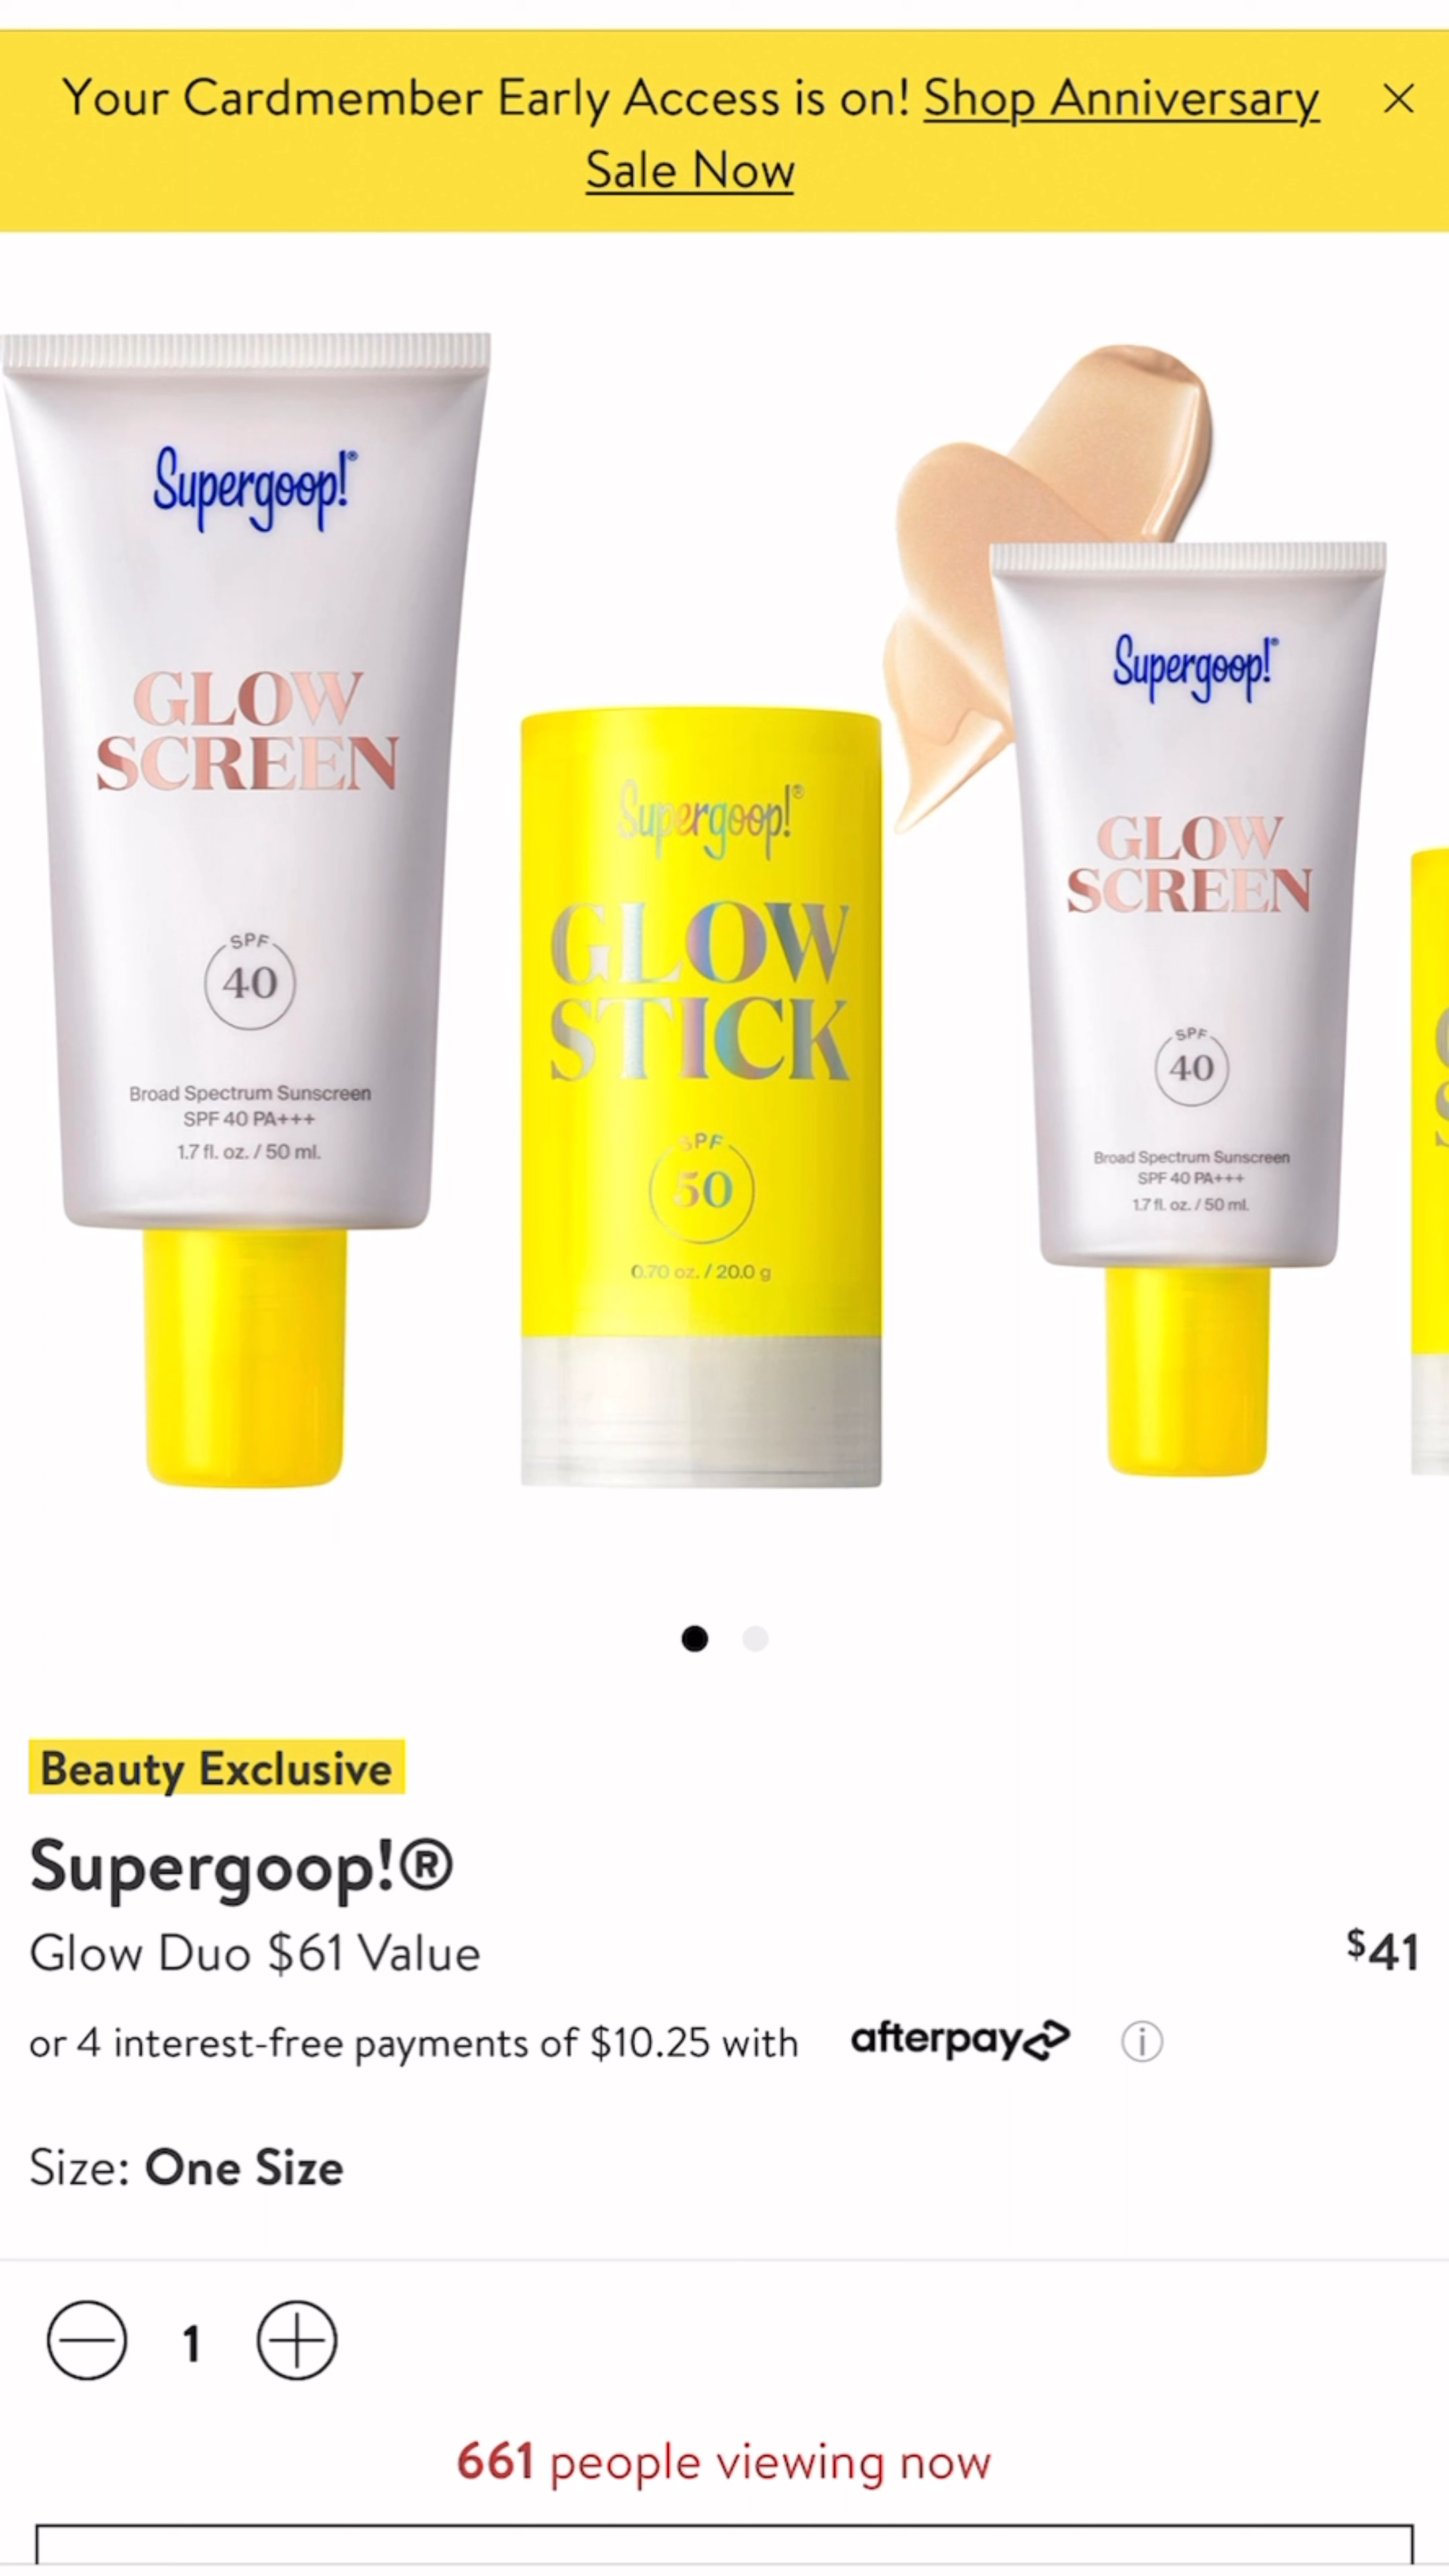 Your Cardmember Early Access is on! Shop Anniversary
Sale Now
Supergoop!®
GLOW
SCREEN
SPF
40
Broad Spectrum Sunscreen
SPF 40 PA+++
1.7 fl. oz. / 50 ml.
Supergoop!®
GLOW
STICK
SPF
50
0.70 oz. / 20.0 g
Supergoop!®
GLOW
SCREEN
SPF
40
Broad Spectrum Sunscreen
SPF 40 PA+++
1.7 fl. oz. / 50 ml.
Beauty Exclusive
Supergoop!®
Glow Duo $61 Value
$41
or 4 interest-free payments of $10.25 with afterpay
Size: One Size
1
661 people viewing now